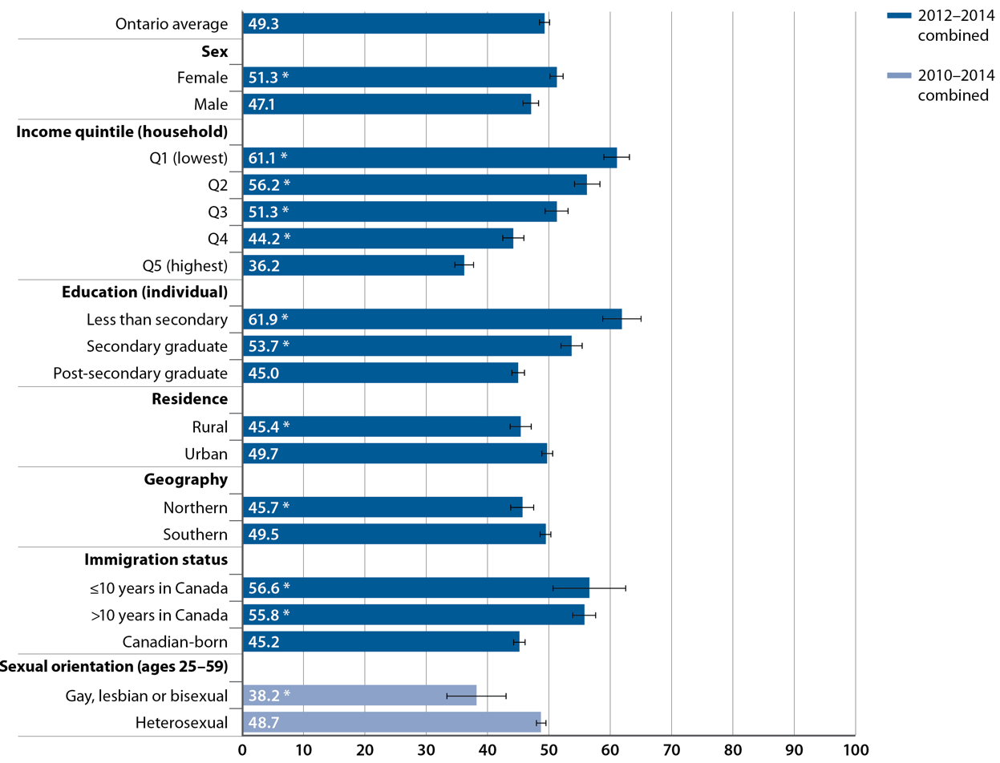 Ontario average 49.3
Sex
Female 51.3 *
Male 47.1
Income quintile (household)
Q1 (lowest) 61.1 *
Q2 56.2 *
Q3 51.3 *
Q4 44.2 *
Q5 (highest) 36.2
Education (individual)
Less than secondary 61.9 *
Secondary graduate 53.7 *
Post-secondary graduate 45.0
Residence
Rural 45.4 *
Urban 49.7
Geography
Northern 45.7 *
Southern 49.5
Immigration status
≤10 years in Canada 56.6 *
>10 years in Canada 55.8 *
Canadian-born 45.2
Sexual orientation (ages 25–59)
Gay, lesbian or bisexual 38.2 *
Heterosexual 48.7
0 10 20 30 40 50 60 70 80 90 100
2012–2014
combined
2010–2014
combined